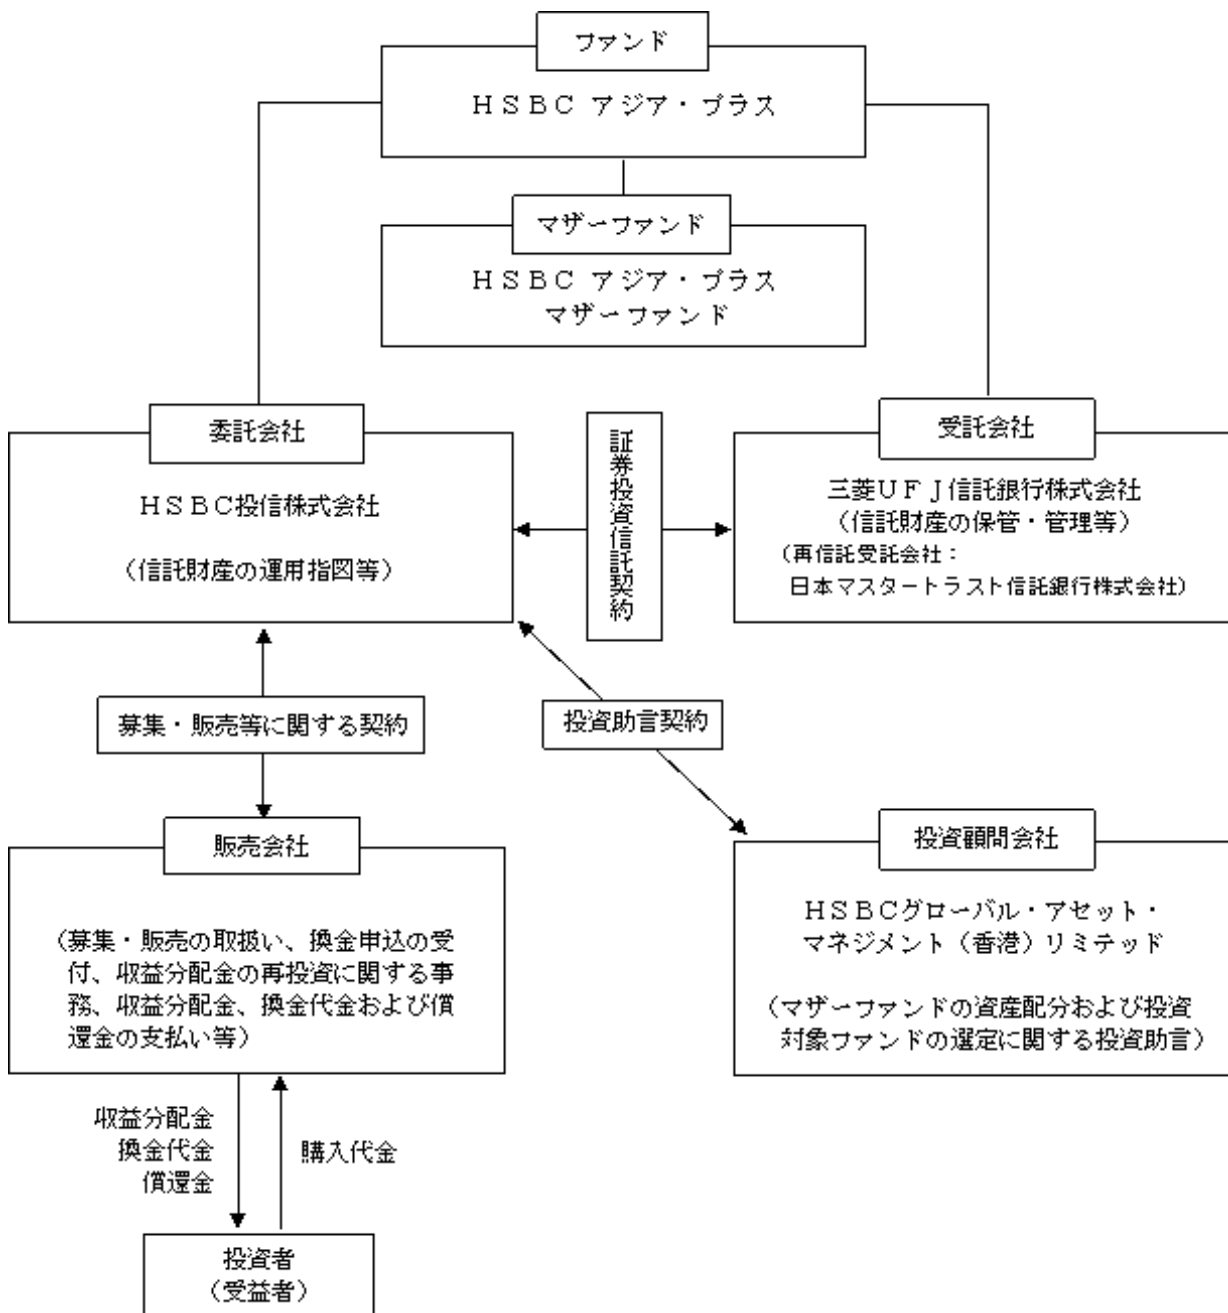 ファンド
ＨＳＢＣ アジア・プラス
マザーファンド
ＨＳＢＣ アジア・プラス
マザーファンド
委託会社
ＨＳＢＣ投信株式会社
（信託財産の運用指図等）
証券投資信託契約
受託会社
三菱ＵＦＪ信託銀行株式会社
（信託財産の保管・管理等）
（再信託受託会社：
日本マスタートラスト信託銀行株式会社）
募集・販売等に関する契約
投資助言契約
販売会社
（募集・販売の取扱い、換金申込の受
付、収益分配金の再投資に関する事
務、収益分配金、換金代金および償
還金の支払い等）
投資顧問会社
ＨＳＢＣグローバル・アセット・
マネジメント（香港）リミテッド
（マザーファンドの資産配分および投資
対象ファンドの選定に関する投資助言）
収益分配金
換金代金
償還金
購入代金
投資者
（受益者）